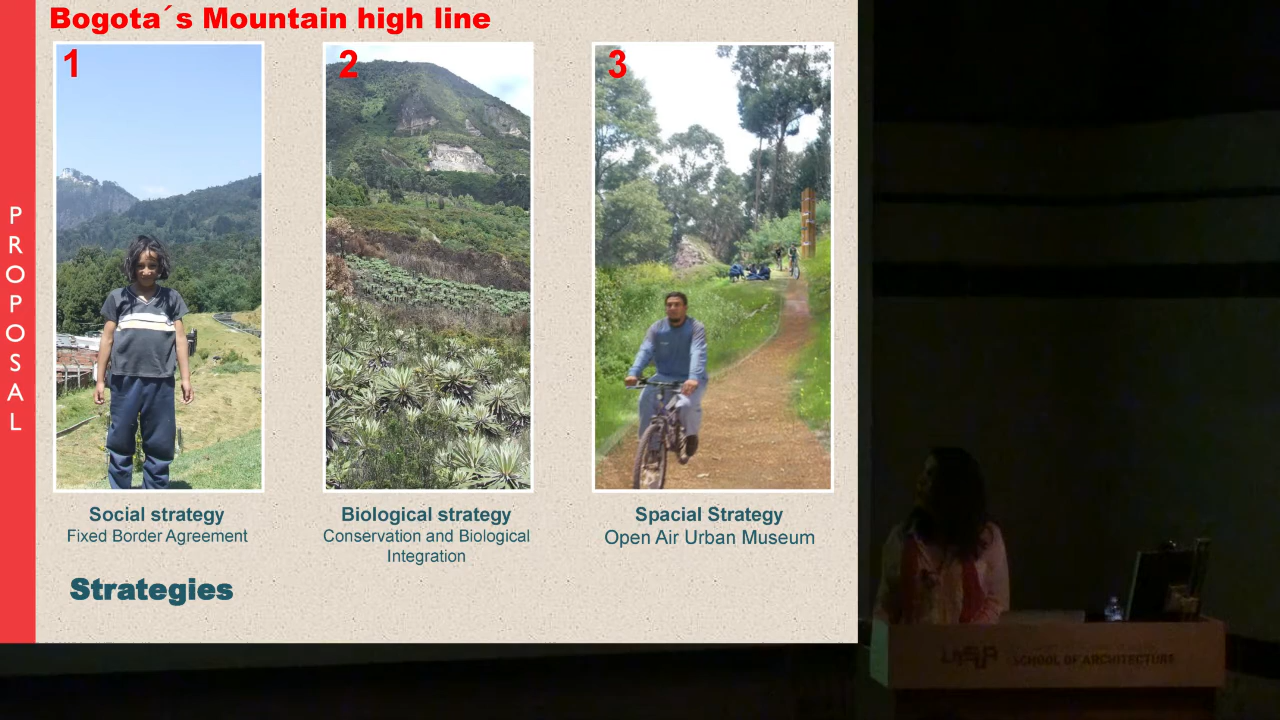 Bogota´s Mountain high line
1
2
3
PROPOSAL
Social strategy
Fixed Border Agreement
Biological strategy
Conservation and Biological
Integration
Spacial Strategy
Open Air Urban Museum
Strategies
SCHOOL OF ARCHITECTURE